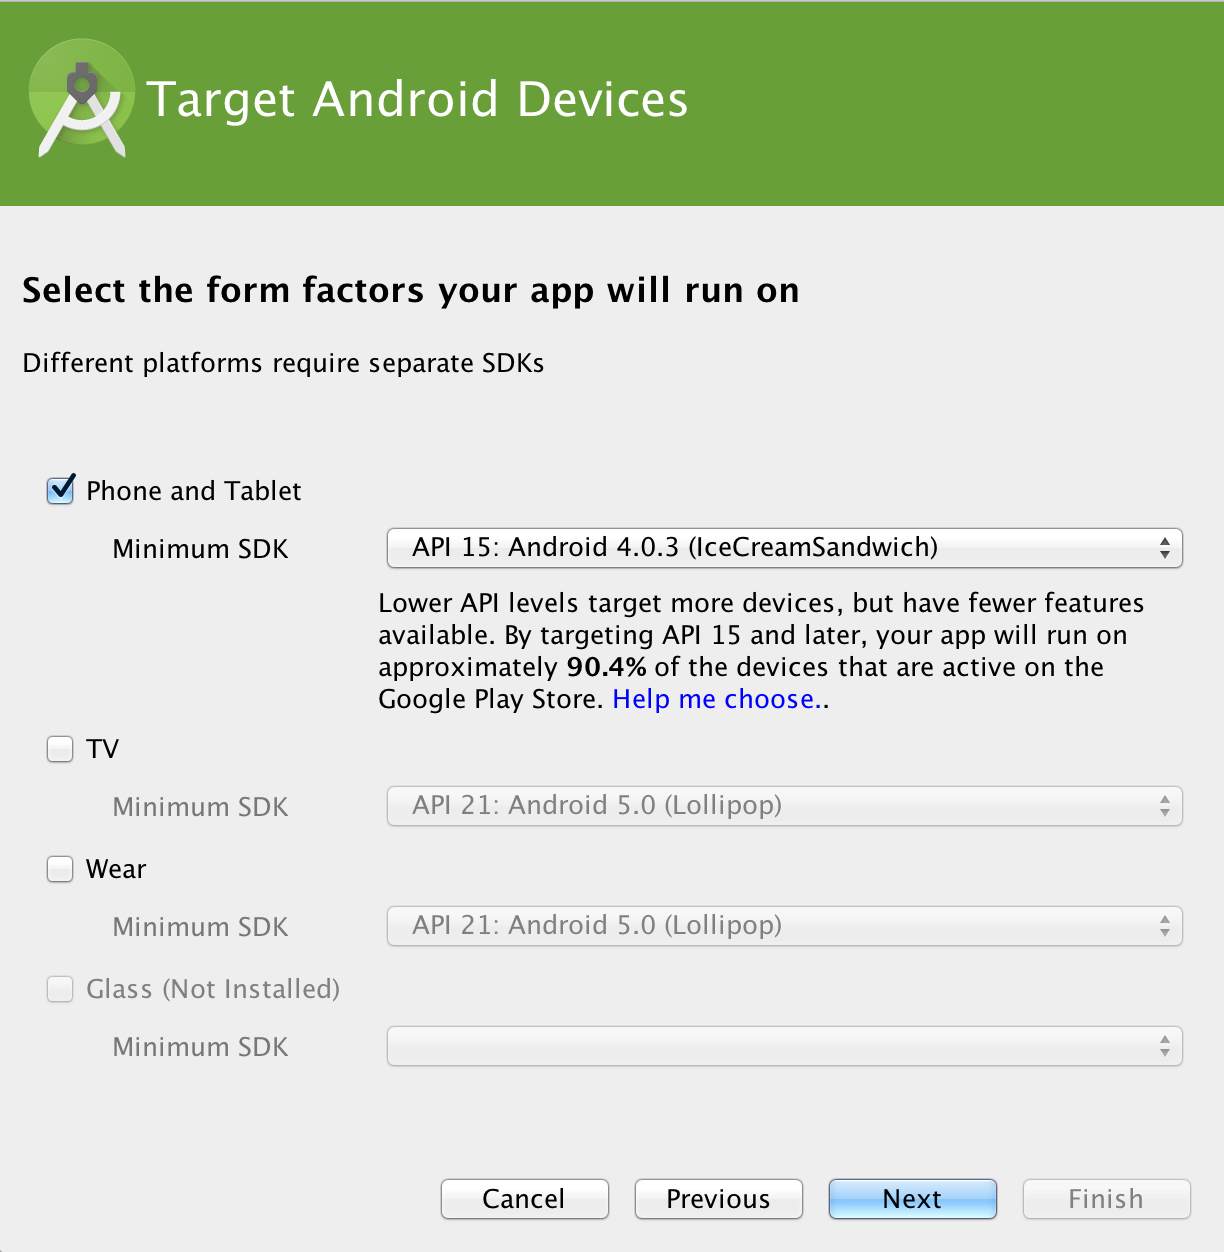 Target Android Devices
Select the form factors your app will run on
Different platforms require separate SDKs
Phone and Tablet
Minimum SDK
API 15: Android 4.0.3 (IceCreamSandwich)
Lower API levels target more devices, but have fewer features
available. By targeting API 15 and later, your app will run on
approximately 90.4% of the devices that are active on the
Google Play Store. Help me choose..
TV
Minimum SDK
API 21: Android 5.0 (Lollipop)
Wear
Minimum SDK
API 21: Android 5.0 (Lollipop)
Glass (Not Installed)
Minimum SDK
Cancel
Previous
Next
Finish